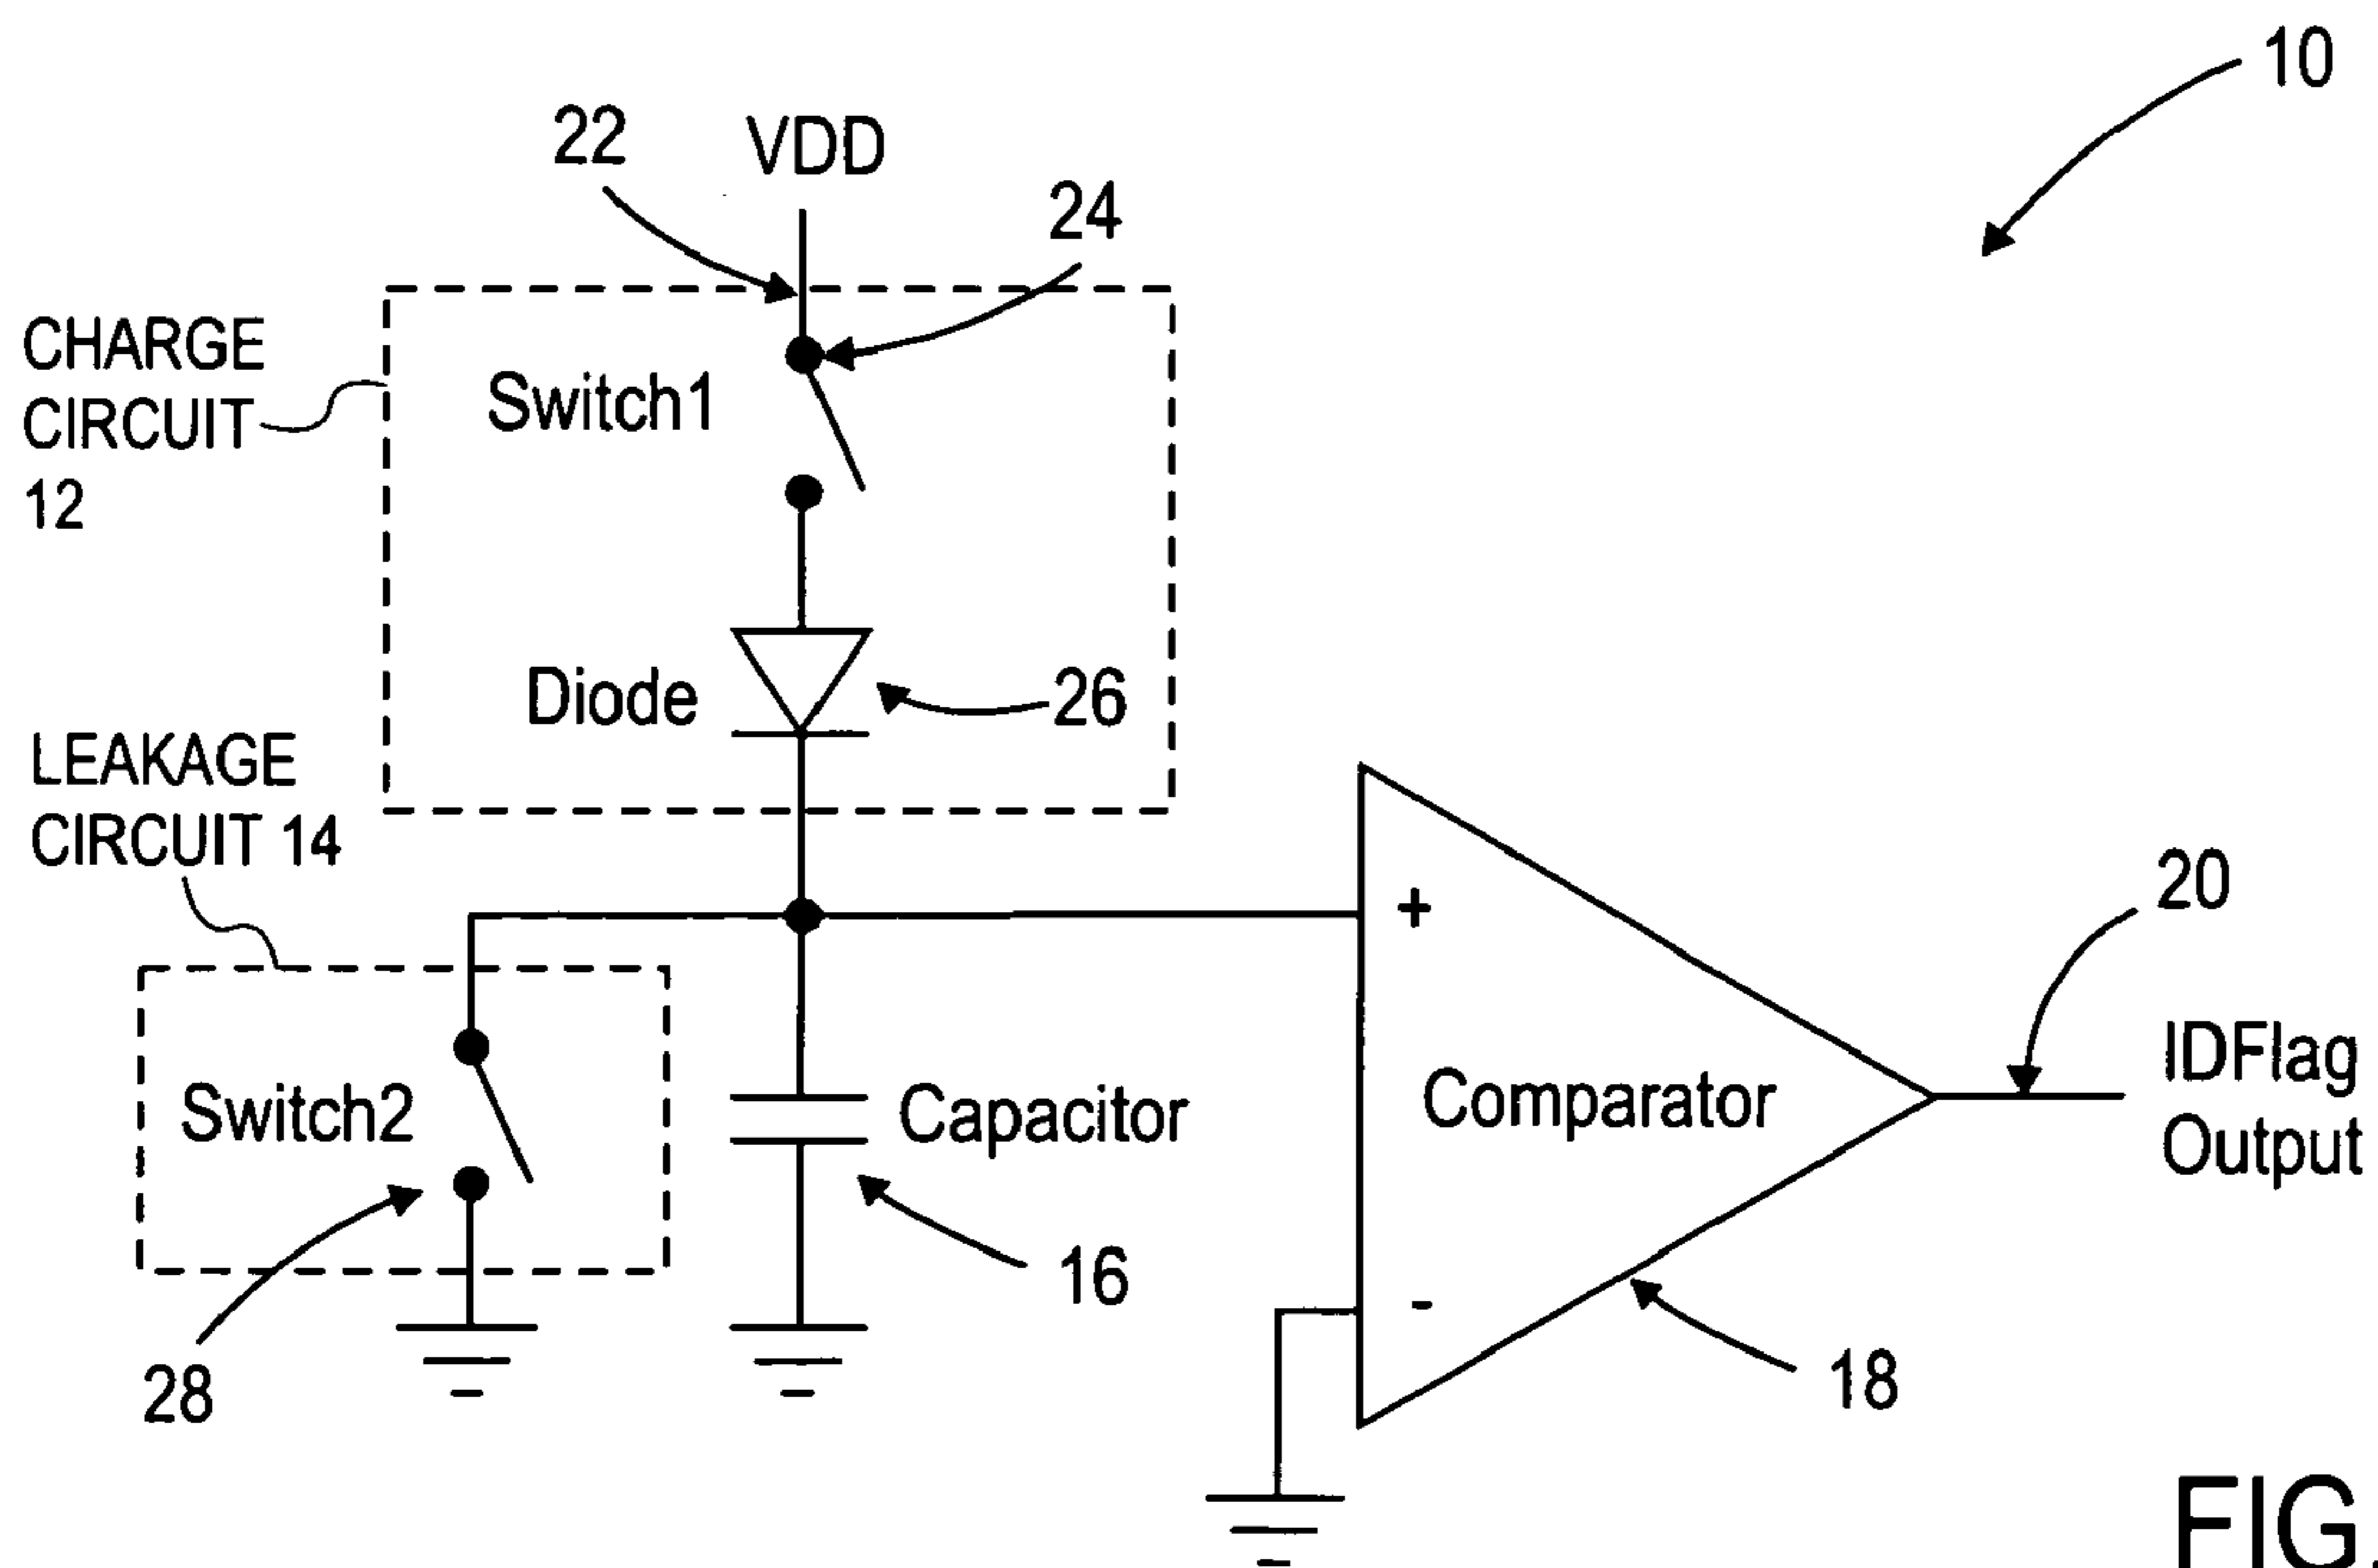 10
22
VDD
24
CHARGE
CIRCUIT
12
Switch1
Diode
26
LEAKAGE
CIRCUIT 14
+
20
Switch2
Capacitor
Comparator
IDFlag
Output
16
-
28
18
FIG.